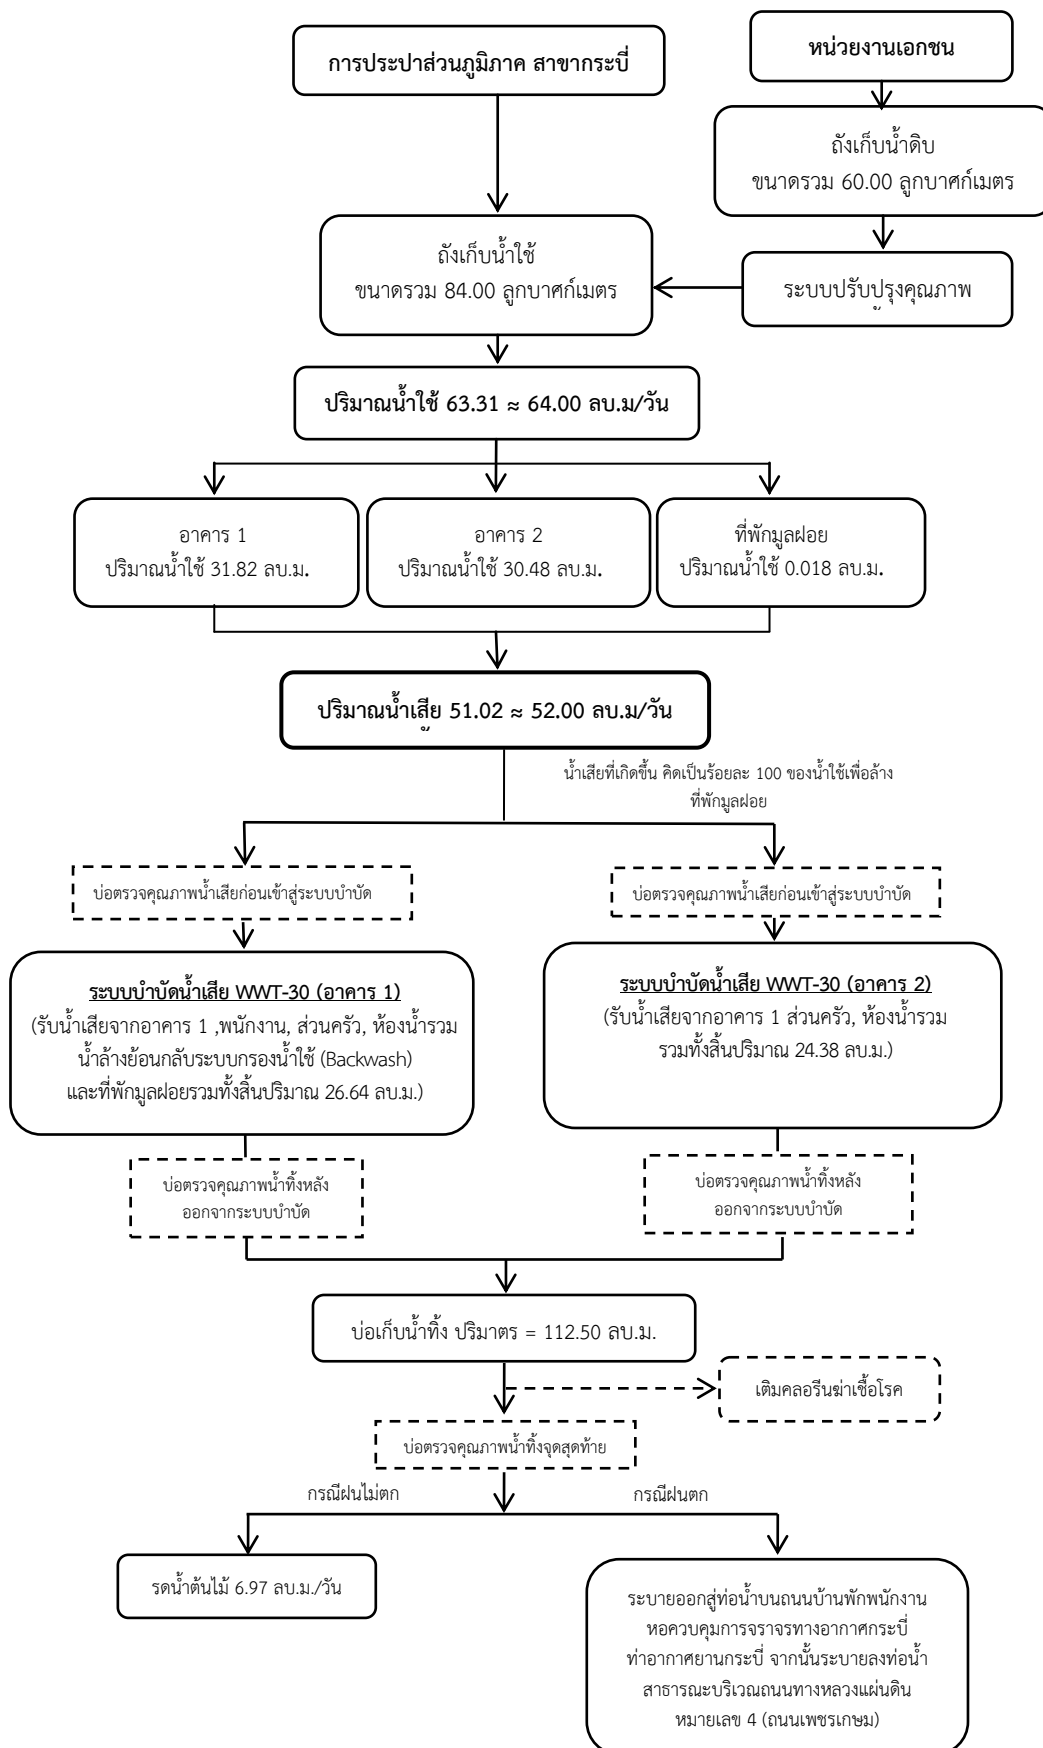 การประปาส่วนภูมิภาค สาขากระบี่
หน่วยงานเอกชน
ถังเก็บน้ำดิบ
ขนาดรวม 60.00 ลูกบาศก์เมตร
ถังเก็บน้ำใช้
ขนาดรวม 84.00 ลูกบาศก์เมตร
ระบบปรับปรุงคุณภาพ
ปริมาณน้ำใช้ 63.31 ≈ 64.00 ลบ.ม/วัน
อาคาร 1
ปริมาณน้ำใช้ 31.82 ลบ.ม.
อาคาร 2
ปริมาณน้ำใช้ 30.48 ลบ.ม.
ที่พักมูลฝอย
ปริมาณน้ำใช้ 0.018 ลบ.ม.
ปริมาณน้ำเสีย 51.02 ≈ 52.00 ลบ.ม/วัน
น้ำเสียที่เกิดขึ้น คิดเป็นร้อยละ 100 ของน้ำใช้เพื่อล้าง
ที่พักมูลฝอย
บ่อตรวจคุณภาพน้ำเสียก่อนเข้าสู่ระบบบำบัด
บ่อตรวจคุณภาพน้ำเสียก่อนเข้าสู่ระบบบำบัด
ระบบบำบัดน้ำเสีย WWT-30 (อาคาร 1)
(รับน้ำเสียจากอาคาร 1 ,พนักงาน, ส่วนครัว, ห้องน้ำรวม
น้ำล้างย้อนกลับระบบกรองน้ำใช้ (Backwash)
และที่พักมูลฝอยรวมทั้งสิ้นปริมาณ 26.64 ลบ.ม.)
ระบบบำบัดน้ำเสีย WWT-30 (อาคาร 2)
(รับน้ำเสียจากอาคาร 1 ส่วนครัว, ห้องน้ำรวม
รวมทั้งสิ้นปริมาณ 24.38 ลบ.ม.)
บ่อตรวจคุณภาพน้ำทิ้งหลัง
ออกจากระบบบำบัด
บ่อตรวจคุณภาพน้ำทิ้งหลัง
ออกจากระบบบำบัด
บ่อเก็บน้ำทิ้ง ปริมาตร = 112.50 ลบ.ม.
เติมคลอรีนฆ่าเชื้อโรค
บ่อตรวจคุณภาพน้ำทิ้งจุดสุดท้าย
กรณีฝนไม่ตก
กรณีฝนตก
รดน้ำต้นไม้ 6.97 ลบ.ม./วัน
ระบายออกสู่ท่อน้ำบนถนนบ้านพักพนักงาน
หอควบคุมการจราจรทางอากาศกระบี่
ท่าอากาศยานกระบี่ จากนั้นระบายลงท่อน้ำ
สาธารณะบริเวณถนนทางหลวงแผ่นดิน
หมายเลข 4 (ถนนเพชรเกษม)